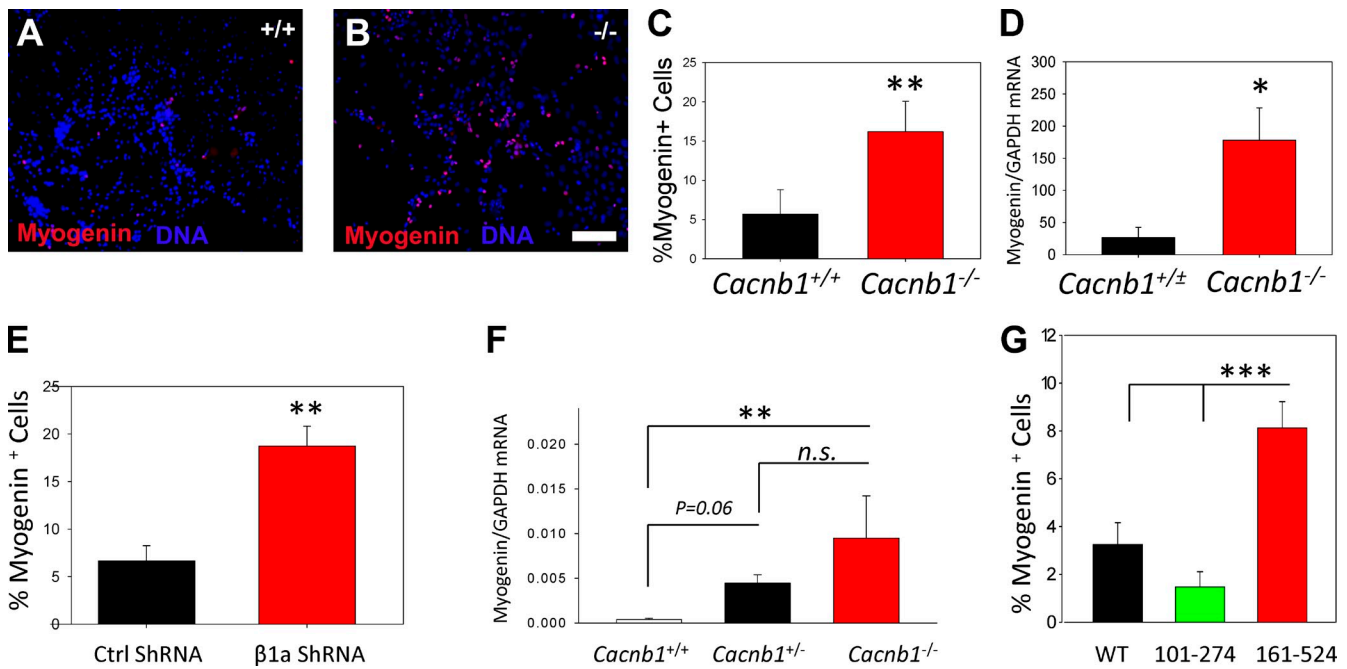 A
+/+
Myogenin DNA
B
-/-
Myogenin DNA
C
%Myogenin+ Cells
25
20
15
10
5
0
**
Cacnb1+/+ Cacnb1-/-
D
Myogenin/GAPDH mRNA
300
250
200
150
100
50
0
*
Cacnb1+/± Cacnb1-/-
E
% Myogenin + Cells
25
20
15
10
5
0
**
Ctrl ShRNA β1a ShRNA
F
Myogenin/GAPDH mRNA
0.020
0.015
0.010
0.005
0.000
**
n.s.
P=0.06
Cacnb1+/+ Cacnb1+/- Cacnb1-/-
G
% Myogenin + Cells
12
10
8
6
4
2
0
***
WT 101-274 161-524